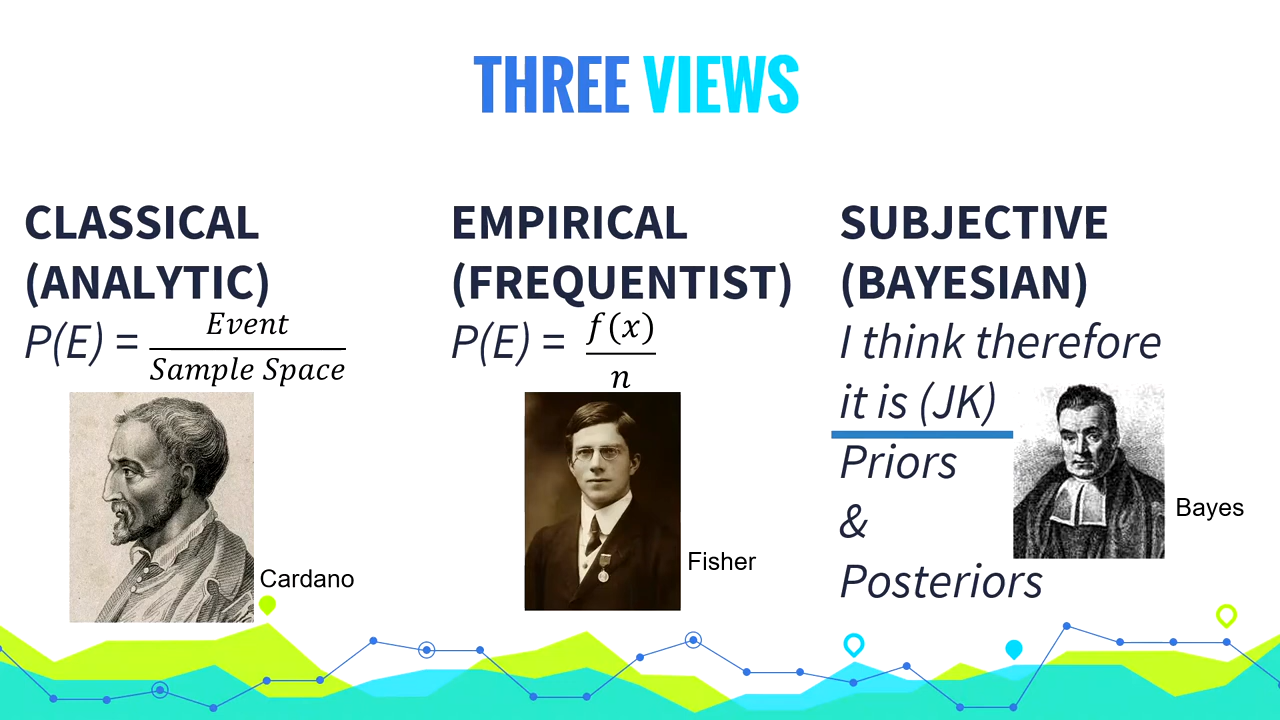 THREE VIEWS
CLASSICAL
(ANALYTIC)
P(E) = Event / Sample Space
Cardano
EMPIRICAL
(FREQUENTIST)
P(E) = f(x) / n
Fisher
SUBJECTIVE
(BAYESIAN)
I think therefore
it is (JK)
Priors
&
Posteriors
Bayes